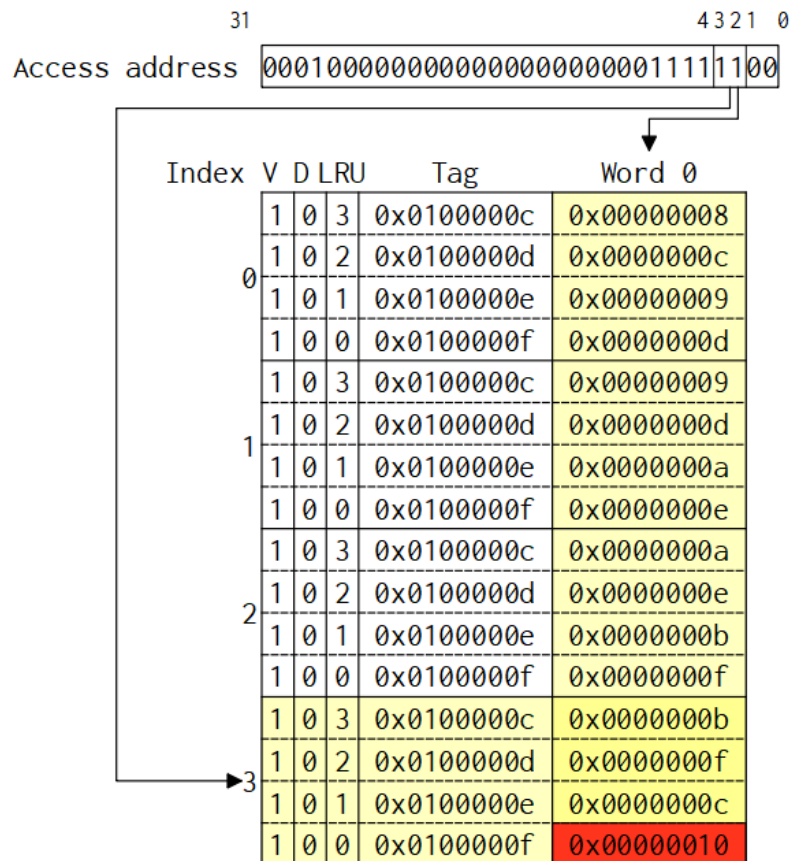 31 4 3 2 1 0
Access address 0001000000000000000000001111 11 00
Index V D LRU Tag Word 0
1 0 3 0x0100000c 0x00000008
1 0 2 0x0100000d 0x0000000c
0
1 0 1 0x0100000e 0x00000009
1 0 0 0x0100000f 0x0000000d
1 0 3 0x0100000c 0x00000009
1 0 2 0x0100000d 0x0000000d
1
1 0 1 0x0100000e 0x0000000a
1 0 0 0x0100000f 0x0000000e
1 0 3 0x0100000c 0x0000000a
1 0 2 0x0100000d 0x0000000e
2
1 0 1 0x0100000e 0x0000000b
1 0 0 0x0100000f 0x0000000f
1 0 3 0x0100000c 0x0000000b
1 0 2 0x0100000d 0x0000000f
3
1 0 1 0x0100000e 0x0000000c
1 0 0 0x0100000f 0x00000010